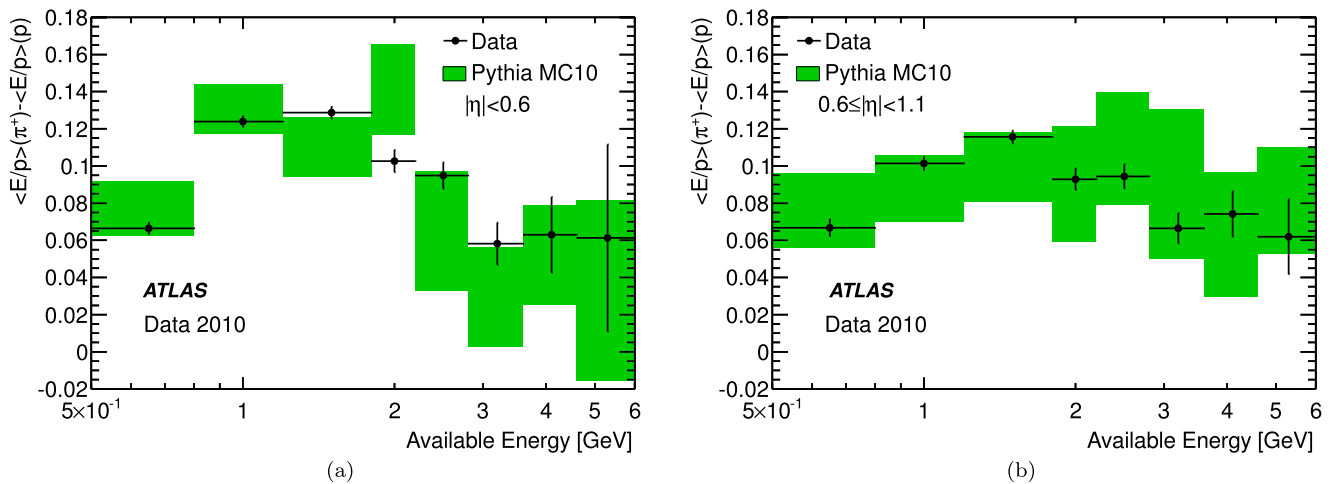 <E/p>(π⁺)-<E/p>(p)
0.18
0.16
0.14
0.12
0.1
0.08
0.06
0.04
0.02
0
-0.02
Data
Pythia MC10
|η|<0.6
ATLAS
Data 2010
5×10⁻¹ 1 2 3 4 5 6
Available Energy [GeV]
(a)
<E/p>(π⁺)-<E/p>(p)
0.18
0.16
0.14
0.12
0.1
0.08
0.06
0.04
0.02
0
-0.02
Data
Pythia MC10
0.6≤|η|<1.1
ATLAS
Data 2010
5×10⁻¹ 1 2 3 4 5 6
Available Energy [GeV]
(b)